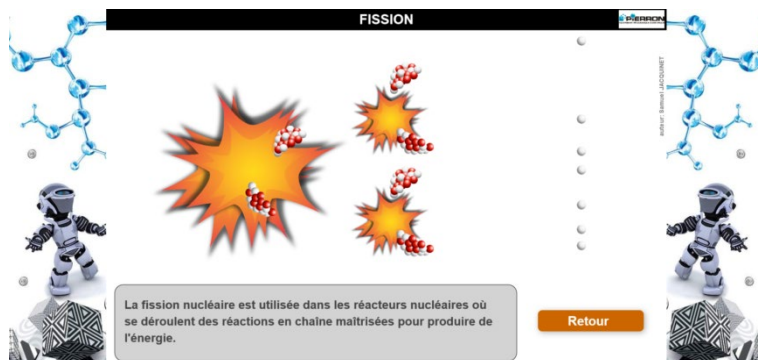 FISSION
PIERRON
auteur: Samuel JACQUINET
La fission nucléaire est utilisée dans les réacteurs nucléaires où
se déroulent des réactions en chaîne maîtrisées pour produire de
l'énergie.
Retour